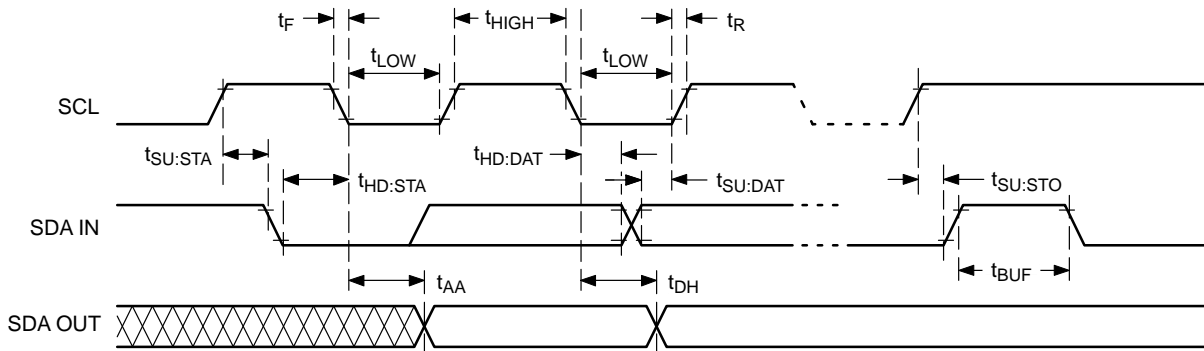 tF
tHIGH
tR
tLOW
tLOW
SCL
tSU:STA
tHD:STA
tHD:DAT
tSU:DAT
tSU:STO
SDA IN
tAA
tDH
tBUF
SDA OUT